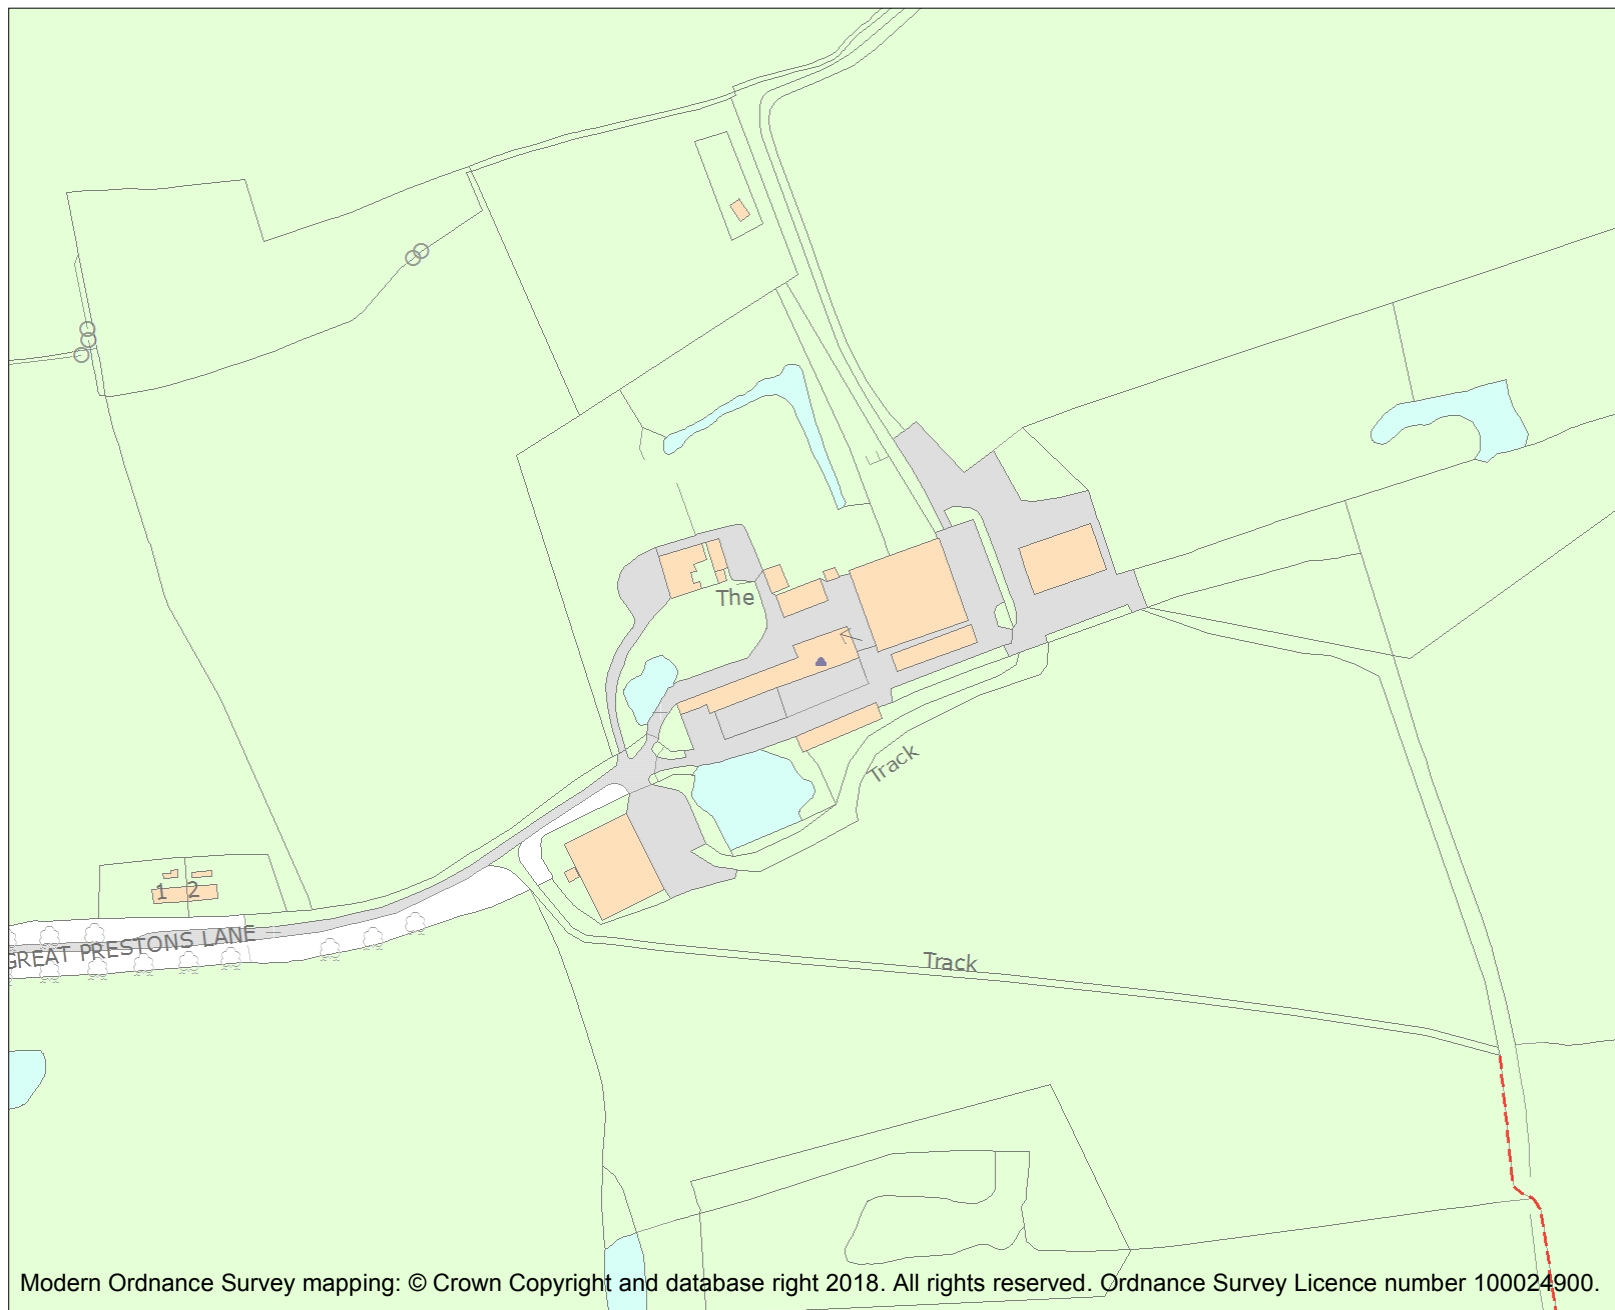 The
Track
1 2
GREAT PRESTONS LANE
Track
Modern Ordnance Survey mapping: © Crown Copyright and database right 2018. All rights reserved. Ordnance Survey Licence number 100024900.